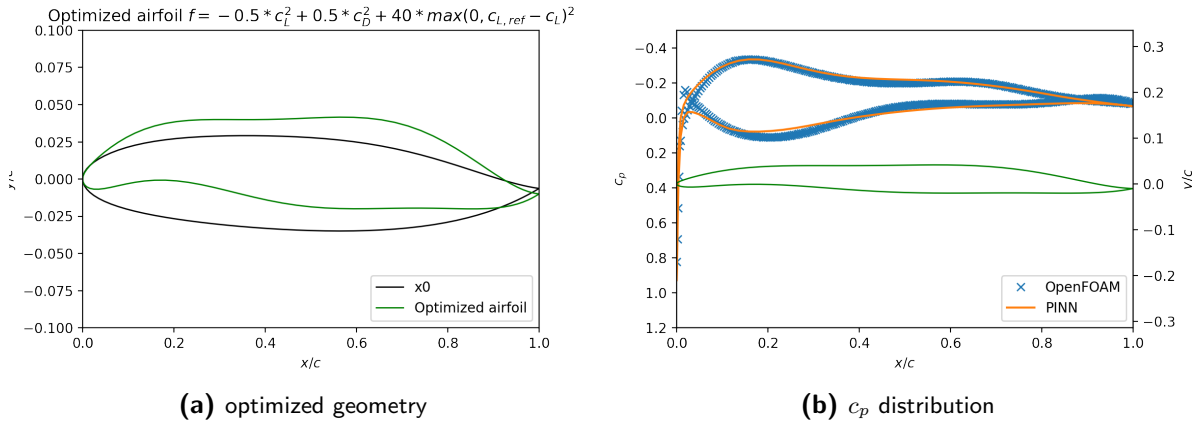 Optimized airfoil f = − 0.5 * c_L^2 + 0.5 * c_D^2 + 40 * max(0, c_{L, ref} − c_L)^2
0.100
0.075
0.050
0.025
0.000
−0.025
−0.050
−0.075
−0.100
y/c
0.0 0.2 0.4 0.6 0.8 1.0
x/c
x0
Optimized airfoil
(a) optimized geometry
−0.4
−0.2
0.0
0.2
0.4
0.6
0.8
1.0
1.2
c_p
0.3
0.2
0.1
0.0
−0.1
−0.2
−0.3
y/c
OpenFOAM
PINN
0.0 0.2 0.4 0.6 0.8 1.0
x/c
(b) c_p distribution